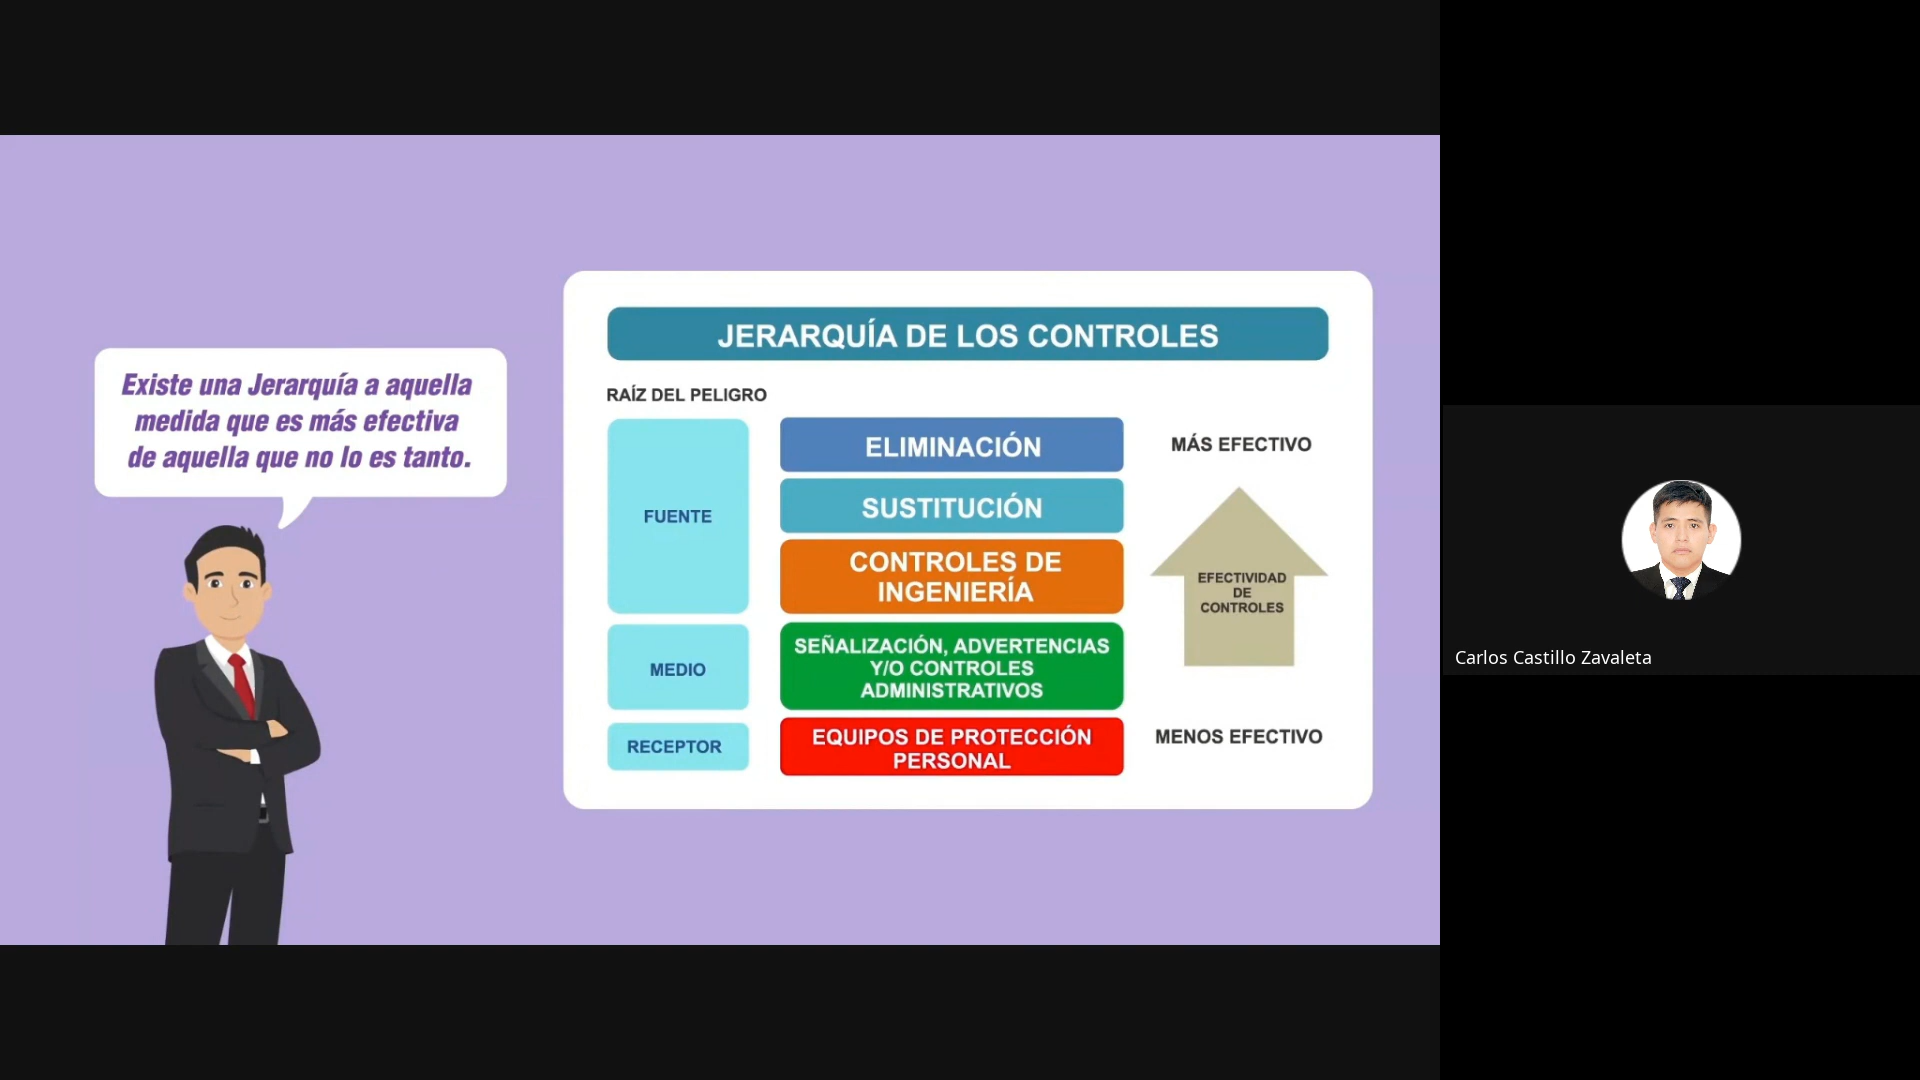 Existe una Jerarquía a aquella
medida que es más efectiva
de aquella que no lo es tanto.
JERARQUÍA DE LOS CONTROLES
RAÍZ DEL PELIGRO
FUENTE
MEDIO
RECEPTOR
ELIMINACIÓN
SUSTITUCIÓN
CONTROLES DE
INGENIERÍA
SEÑALIZACIÓN, ADVERTENCIAS
Y/O CONTROLES
ADMINISTRATIVOS
EQUIPOS DE PROTECCIÓN
PERSONAL
MÁS EFECTIVO
EFECTIVIDAD
DE
CONTROLES
MENOS EFECTIVO
Carlos Castillo Zavaleta